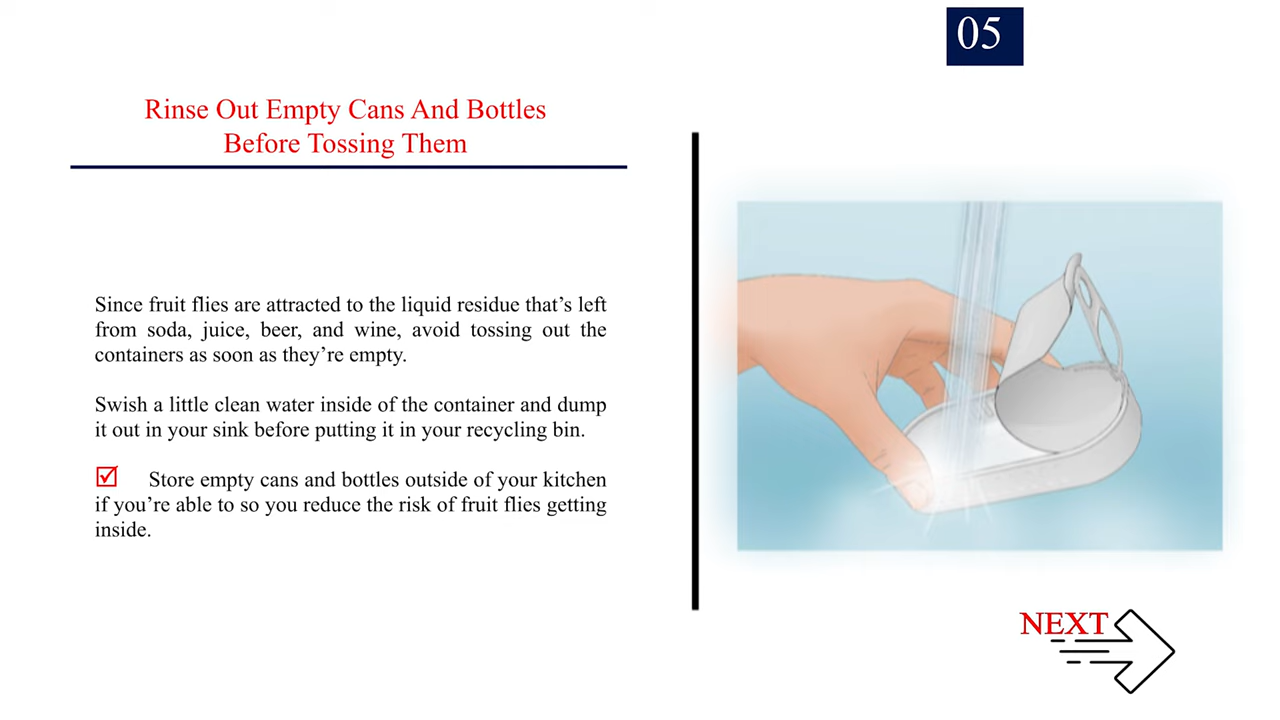 05
Rinse Out Empty Cans And Bottles
Before Tossing Them
Since fruit flies are attracted to the liquid residue that’s left
from soda, juice, beer, and wine, avoid tossing out the
containers as soon as they’re empty.
Swish a little clean water inside of the container and dump
it out in your sink before putting it in your recycling bin.
☑ Store empty cans and bottles outside of your kitchen
if you’re able to so you reduce the risk of fruit flies getting
inside.
NEXT